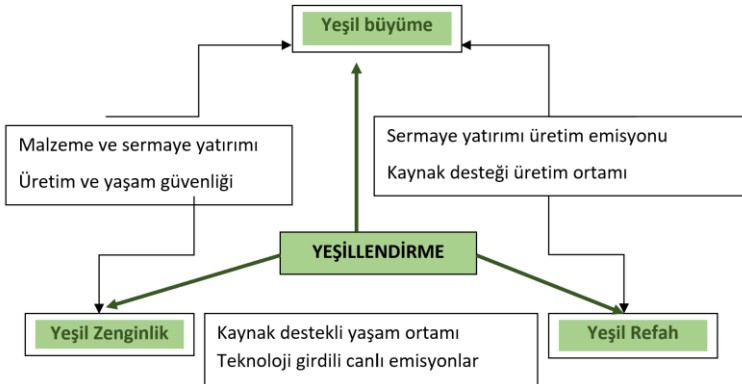 Yeşil büyüme
Malzeme ve sermaye yatırımı
Üretim ve yaşam güvenliği
Sermaye yatırımı üretim emisyonu
Kaynak desteği üretim ortamı
YEŞİLLENDİRME
Yeşil Zenginlik
Kaynak destekli yaşam ortamı
Teknoloji girdili canlı emisyonlar
Yeşil Refah